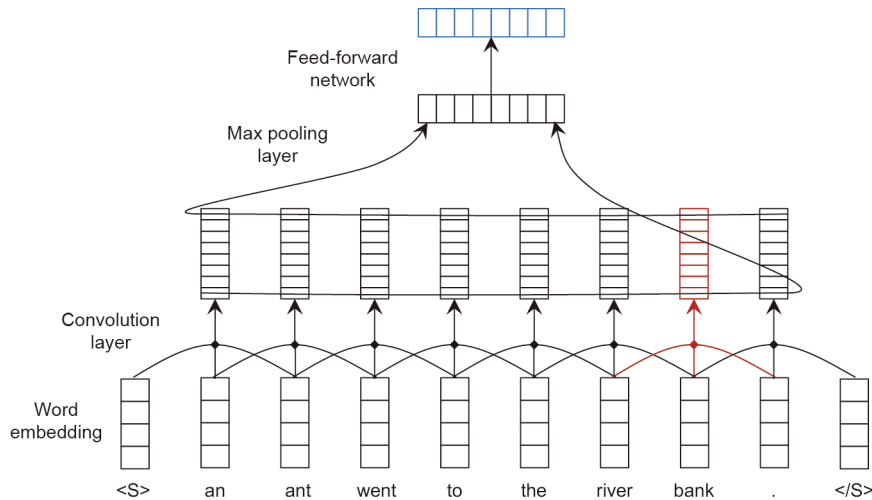 Feed-forward
network
Max pooling
layer
Convolution
layer
Word
embedding
<S> an ant went to the river bank . </S>